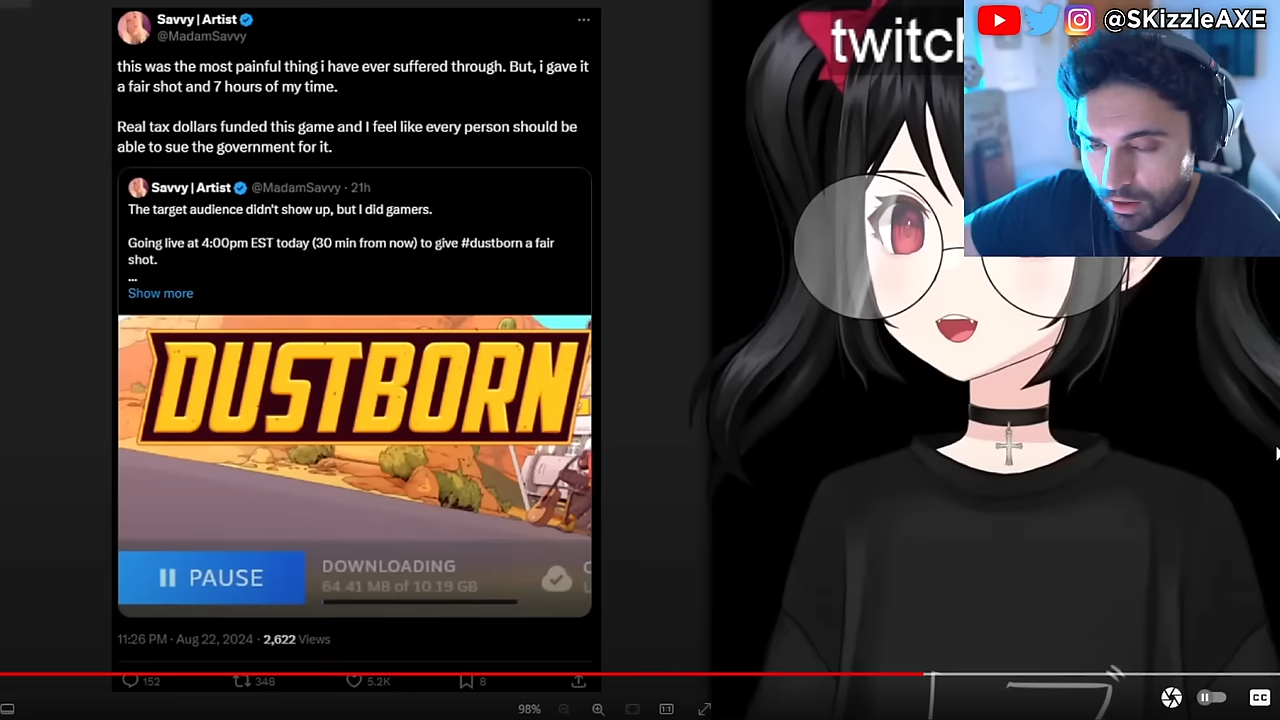 Savvy | Artist
@MadamSavvy
this was the most painful thing i have ever suffered through. But, i gave it
a fair shot and 7 hours of my time.
Real tax dollars funded this game and I feel like every person should be
able to sue the government for it.
Savvy | Artist @MadamSavvy · 21h
The target audience didn't show up, but I did gamers.
Going live at 4:00pm EST today (30 min from now) to give #dustborn a fair
shot.
...
Show more
DUSTBORN
PAUSE
DOWNLOADING
64.41 MB of 10.19 GB
11:26 PM · Aug 22, 2024 · 2,622 Views
152 348 5.2K 8
98%
1:1
twitch
@SKizzleAXE
CC